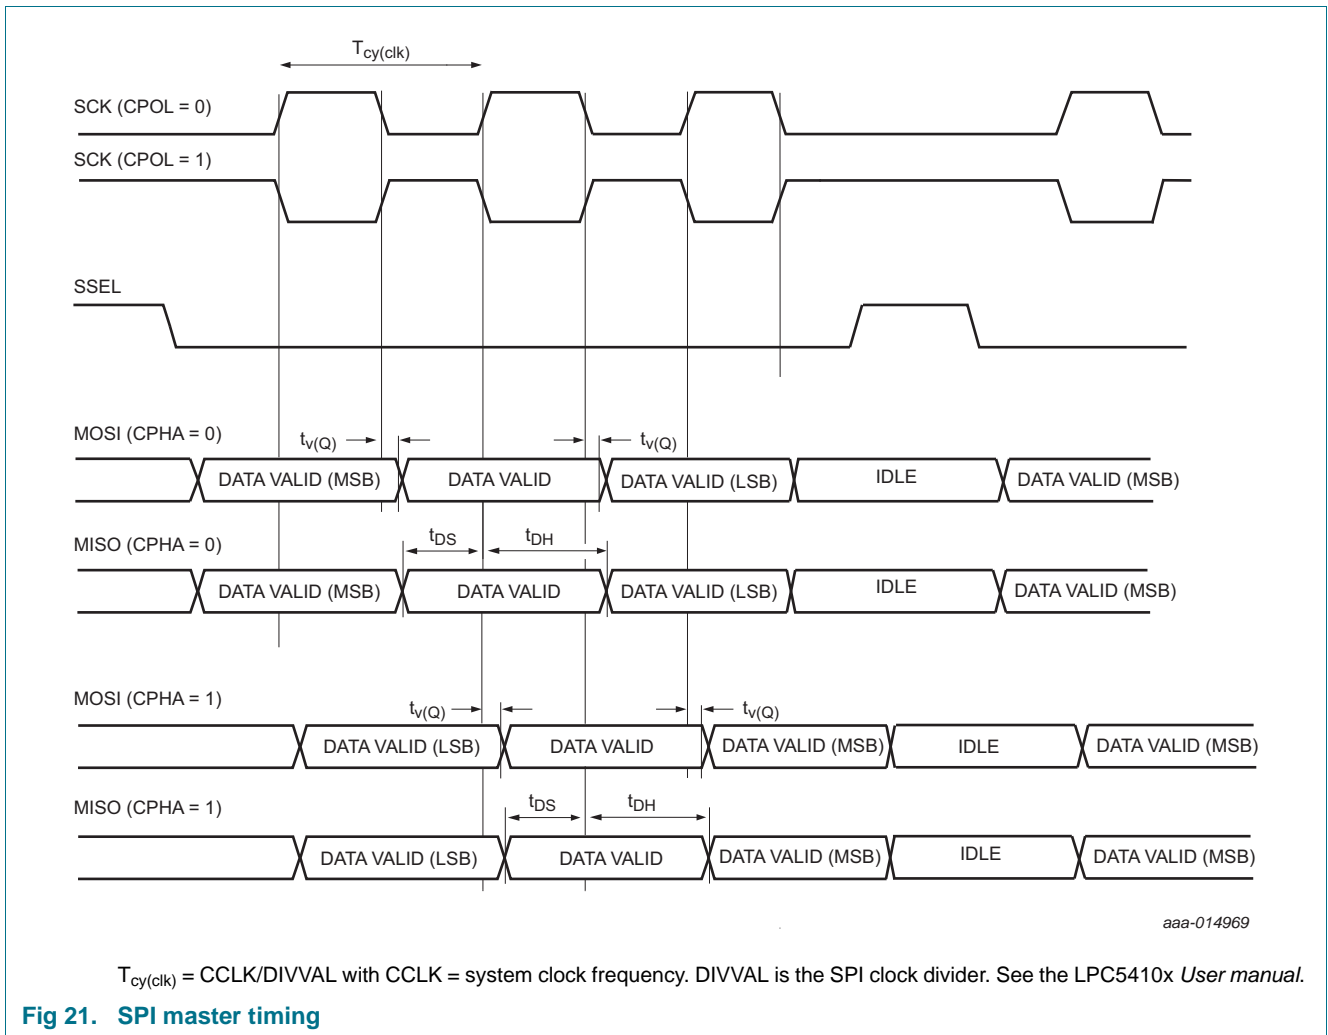 Tcy(clk)
SCK (CPOL = 0)
SCK (CPOL = 1)
SSEL
MOSI (CPHA = 0)
tv(Q)
tv(Q)
DATA VALID (MSB)
DATA VALID
DATA VALID (LSB)
IDLE
DATA VALID (MSB)
MISO (CPHA = 0)
tDS
tDH
DATA VALID (MSB)
DATA VALID
DATA VALID (LSB)
IDLE
DATA VALID (MSB)
MOSI (CPHA = 1)
tv(Q)
tv(Q)
DATA VALID (LSB)
DATA VALID
DATA VALID (MSB)
IDLE
DATA VALID (MSB)
MISO (CPHA = 1)
tDS
tDH
DATA VALID (LSB)
DATA VALID
DATA VALID (MSB)
IDLE
DATA VALID (MSB)
aaa-014969
Tcy(clk) = CCLK/DIVVAL with CCLK = system clock frequency. DIVVAL is the SPI clock divider. See the LPC5410x User manual.
Fig 21. SPI master timing